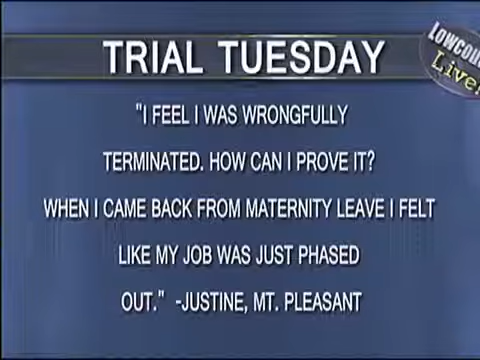 TRIAL TUESDAY
Live!
"I FEEL I WAS WRONGFULLY
TERMINATED. HOW CAN I PROVE IT?
WHEN I CAME BACK FROM MATERNITY LEAVE I FELT
LIKE MY JOB WAS JUST PHASED
OUT." -JUSTINE, MT. PLEASANT